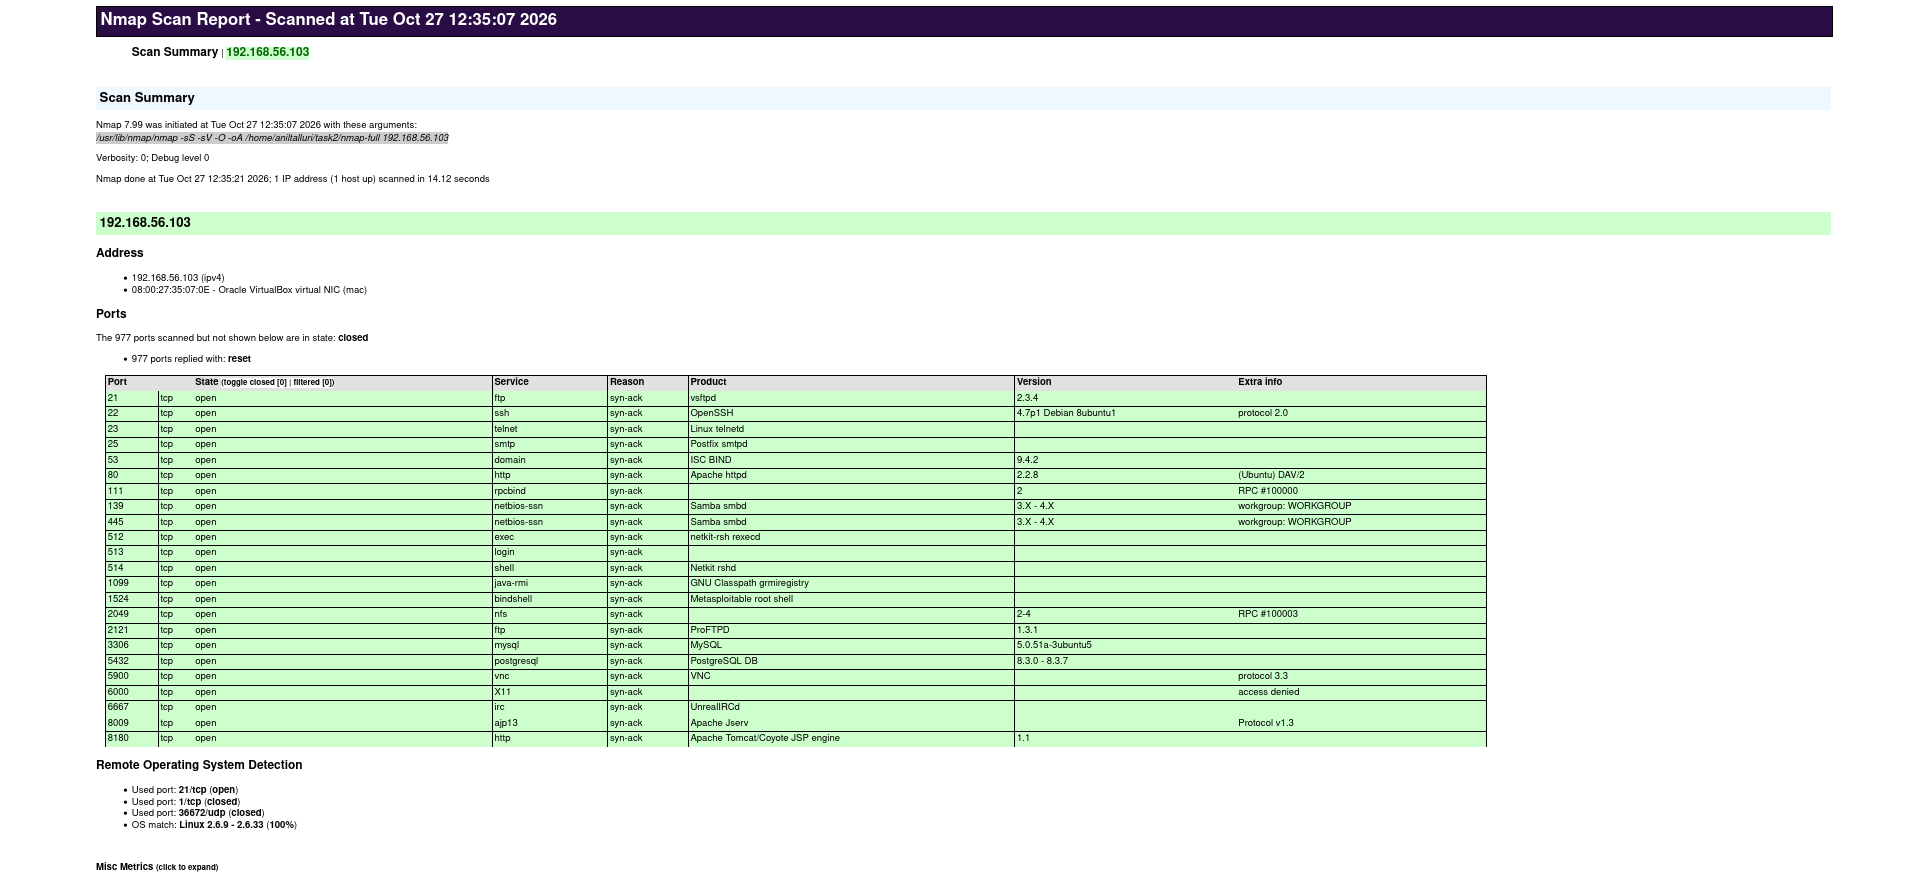 Nmap Scan Report - Scanned at Tue Oct 27 12:35:07 2026
Scan Summary | 192.168.56.103
Scan Summary
Nmap 7.99 was initiated at Tue Oct 27 12:35:07 2026 with these arguments:
/usr/lib/nmap/nmap -sS -sV -O -oA /home/aniltalluri/task2/nmap-full 192.168.56.103
Verbosity: 0; Debug level 0
Nmap done at Tue Oct 27 12:35:21 2026; 1 IP address (1 host up) scanned in 14.12 seconds
192.168.56.103
Address
• 192.168.56.103 (ipv4)
• 08:00:27:35:07:0E - Oracle VirtualBox virtual NIC (mac)
Ports
The 977 ports scanned but not shown below are in state: closed
• 977 ports replied with: reset
Port State (toggle closed [0] | filtered [0]) Service Reason Product Version Extra info
21 tcp open ftp syn-ack vsftpd 2.3.4
22 tcp open ssh syn-ack OpenSSH 4.7p1 Debian 8ubuntu1 protocol 2.0
23 tcp open telnet syn-ack Linux telnetd
25 tcp open smtp syn-ack Postfix smtpd
53 tcp open domain syn-ack ISC BIND 9.4.2
80 tcp open http syn-ack Apache httpd 2.2.8 (Ubuntu) DAV/2
111 tcp open rpcbind syn-ack 2 RPC #100000
139 tcp open netbios-ssn syn-ack Samba smbd 3.X - 4.X workgroup: WORKGROUP
445 tcp open netbios-ssn syn-ack Samba smbd 3.X - 4.X workgroup: WORKGROUP
512 tcp open exec syn-ack netkit-rsh rexecd
513 tcp open login syn-ack
514 tcp open shell syn-ack Netkit rshd
1099 tcp open java-rmi syn-ack GNU Classpath grmiregistry
1524 tcp open bindshell syn-ack Metasploitable root shell
2049 tcp open nfs syn-ack 2-4 RPC #100003
2121 tcp open ftp syn-ack ProFTPD 1.3.1
3306 tcp open mysql syn-ack MySQL 5.0.51a-3ubuntu5
5432 tcp open postgresql syn-ack PostgreSQL DB 8.3.0 - 8.3.7
5900 tcp open vnc syn-ack VNC protocol 3.3
6000 tcp open X11 syn-ack access denied
6667 tcp open irc syn-ack UnrealIRCd
8009 tcp open ajp13 syn-ack Apache Jserv Protocol v1.3
8180 tcp open http syn-ack Apache Tomcat/Coyote JSP engine 1.1
Remote Operating System Detection
• Used port: 21/tcp (open)
• Used port: 1/tcp (closed)
• Used port: 36672/udp (closed)
• OS match: Linux 2.6.9 - 2.6.33 (100%)
Misc Metrics (click to expand)